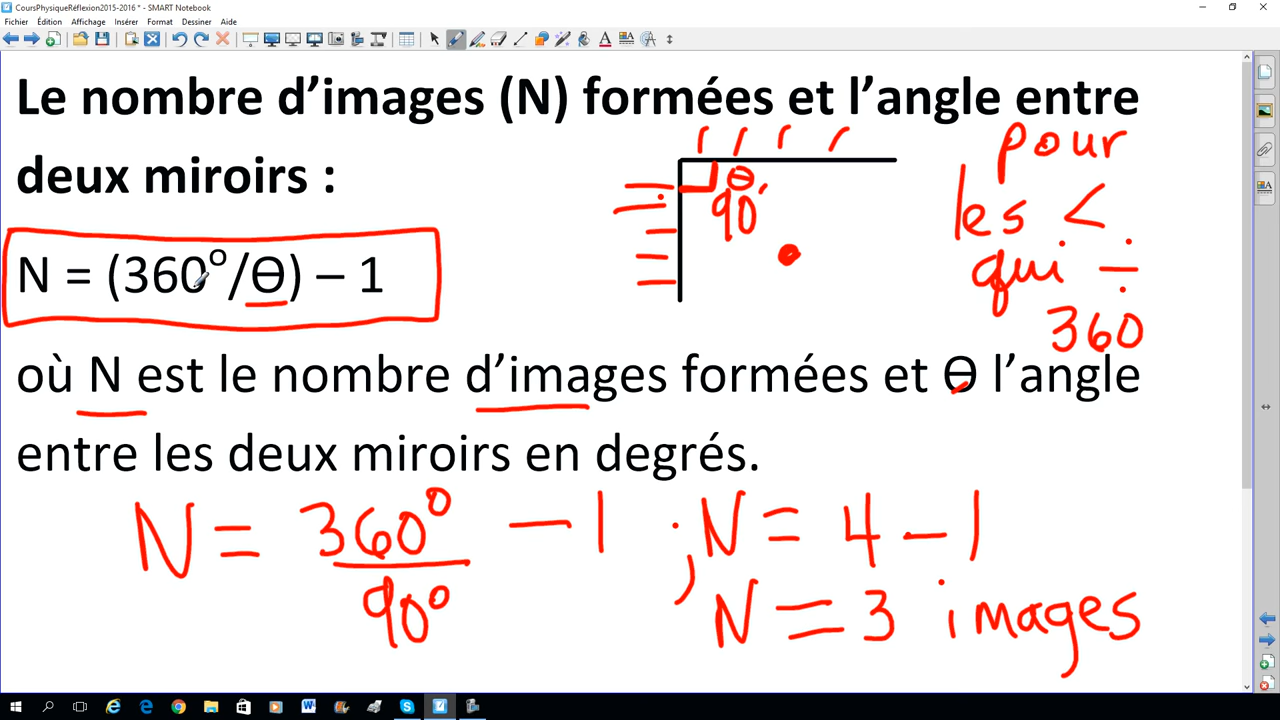 CoursPhysiqueRéflexion2015-2016 * - SMART Notebook
Fichier Édition Affichage Insérer Format Dessiner Aide
Le nombre d’images (N) formées et l’angle entre
deux miroirs :
N = (360°/Ɵ) – 1
où N est le nombre d’images formées et Ɵ l’angle
entre les deux miroirs en degrés.
θ
90°
pour
les <
qui ÷
360
N = 360° / 90° – 1 ; N = 4 – 1
N = 3 images